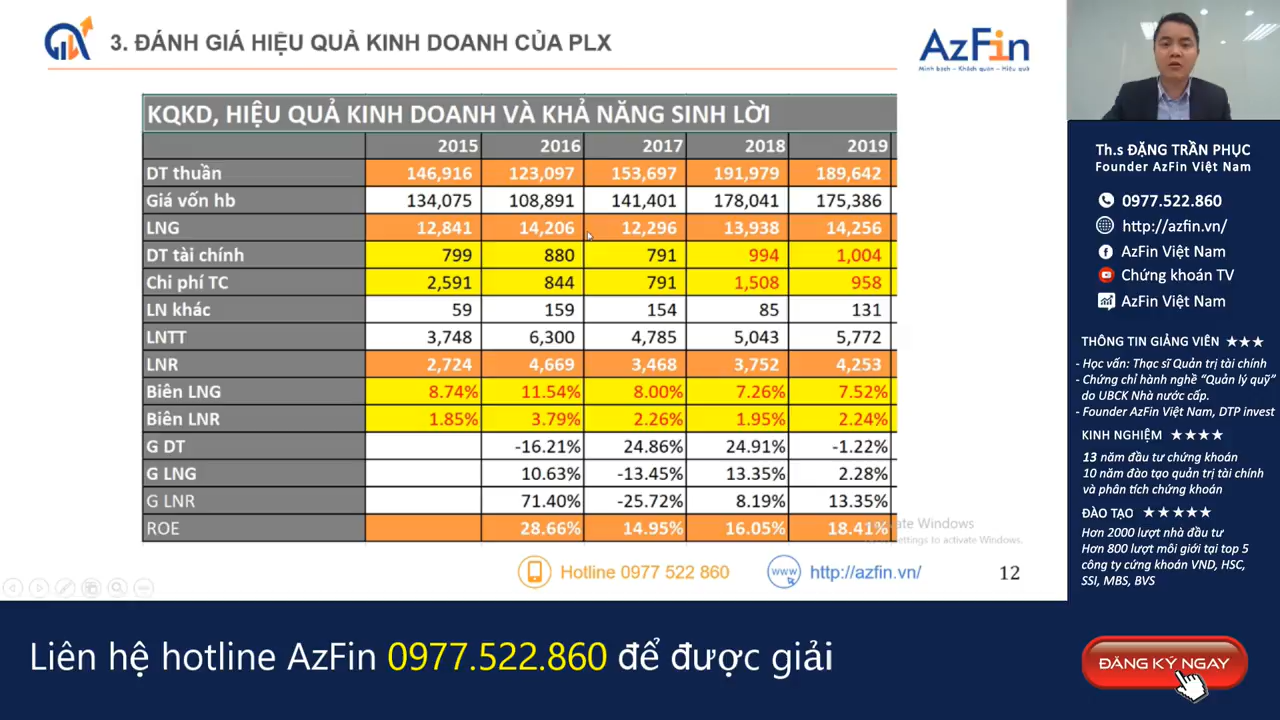 3. ĐÁNH GIÁ HIỆU QUẢ KINH DOANH CỦA PLX
AzFin
Minh bạch – Khách quan – Hiệu quả
KQKD, HIỆU QUẢ KINH DOANH VÀ KHẢ NĂNG SINH LỜI
2015 2016 2017 2018 2019
DT thuần 146,916 123,097 153,697 191,979 189,642
Giá vốn hb 134,075 108,891 141,401 178,041 175,386
LNG 12,841 14,206 12,296 13,938 14,256
DT tài chính 799 880 791 994 1,004
Chi phí TC 2,591 844 791 1,508 958
LN khác 59 159 154 85 131
LNTT 3,748 6,300 4,785 5,043 5,772
LNR 2,724 4,669 3,468 3,752 4,253
Biên LNG 8.74% 11.54% 8.00% 7.26% 7.52%
Biên LNR 1.85% 3.79% 2.26% 1.95% 2.24%
G DT -16.21% 24.86% 24.91% -1.22%
G LNG 10.63% -13.45% 13.35% 2.28%
G LNR 71.40% -25.72% 8.19% 13.35%
ROE 28.66% 14.95% 16.05% 18.41%
ate Windows
ettings to activate Windows.
Hotline 0977 522 860
www
http://azfin.vn/
12
Th.s ĐẶNG TRẦN PHỤC
Founder AzFin Việt Nam
0977.522.860
http://azfin.vn/
AzFin Việt Nam
Chứng khoán TV
AzFin Việt Nam
THÔNG TIN GIẢNG VIÊN ★★★
- Học vấn: Thạc sĩ Quản trị tài chính
- Chứng chỉ hành nghề “Quản lý quỹ”
do UBCK Nhà nước cấp.
- Founder AzFin Việt Nam, DTP invest
KINH NGHIỆM ★★★★
13 năm đầu tư chứng khoán
10 năm đào tạo quản trị tài chính
và phân tích chứng khoán
ĐÀO TẠO ★★★★★
Hơn 2000 lượt nhà đầu tư
Hơn 800 lượt môi giới tại top 5
công ty cứng khoán VND, HSC,
SSI, MBS, BVS
Liên hệ hotline AzFin 0977.522.860 để được giải
ĐĂNG KÝ NGAY